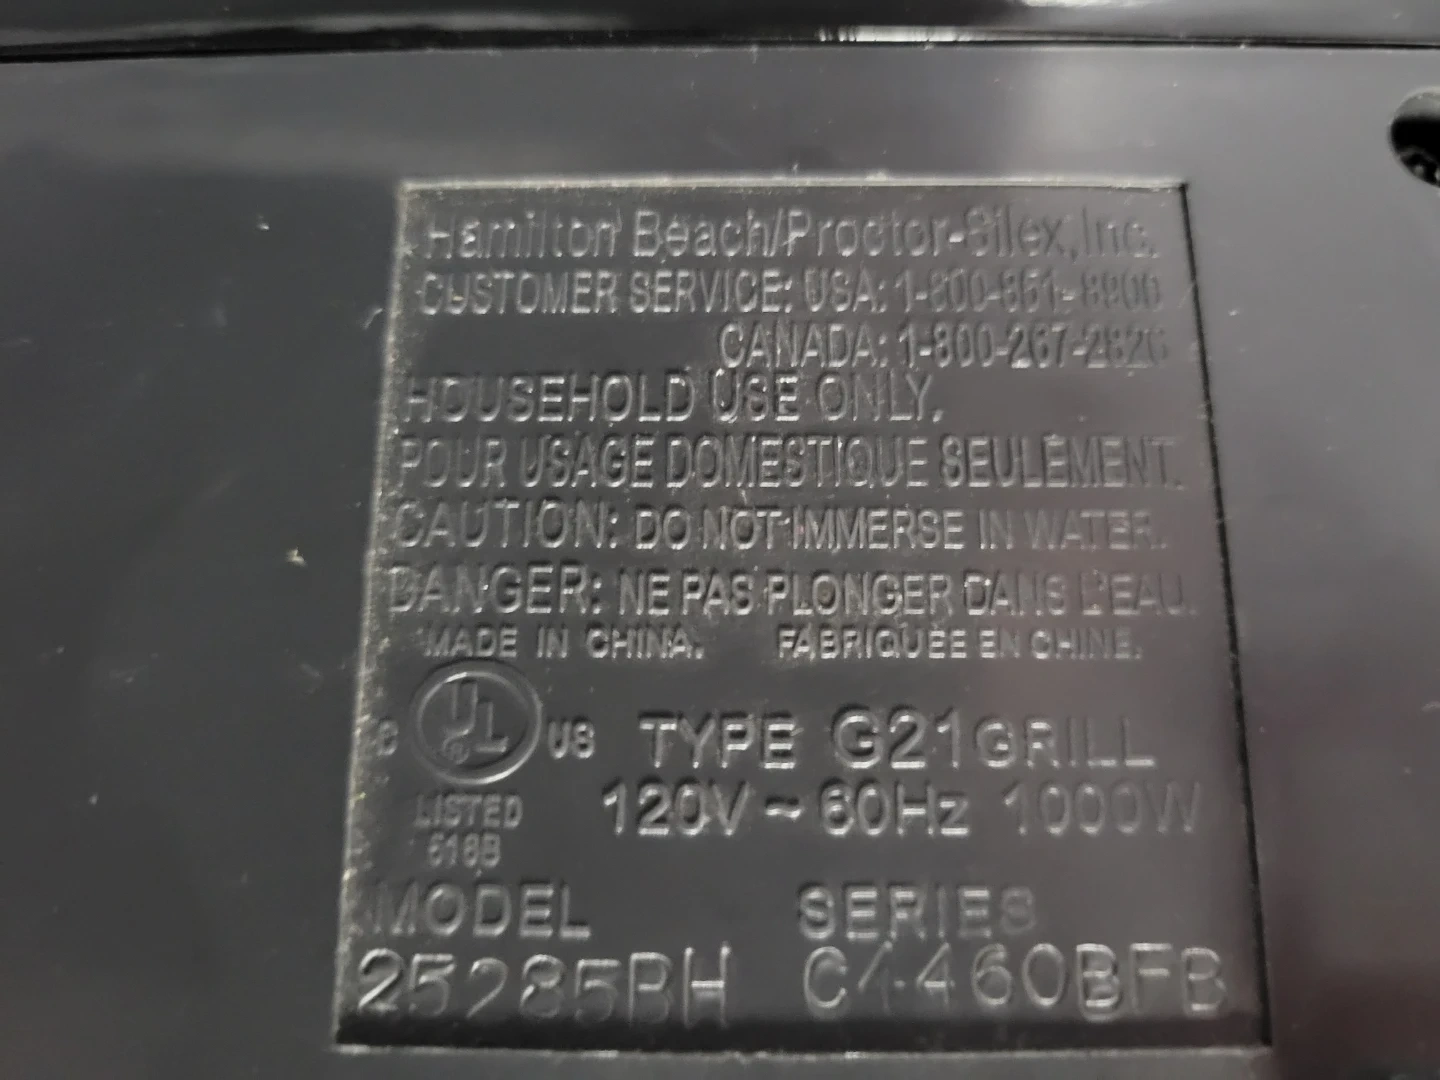 Hamilton Beach/Proctor-Silex, Inc.
CUSTOMER SERVICE: USA: 1-800-851-8900
CANADA: 1-800-267-2826
HOUSEHOLD USE ONLY.
POUR USAGE DOMESTIQUE SEULEMENT.
CAUTION: DO NOT IMMERSE IN WATER.
DANGER: NE PAS PLONGER DANS L'EAU.
MADE IN CHINA. FABRIQUÉE EN CHINE.
C UL ® US TYPE G21 GRILL
LISTED 120V ~ 60Hz 1000W
518B
MODEL SERIES
25285BH C4460BFB